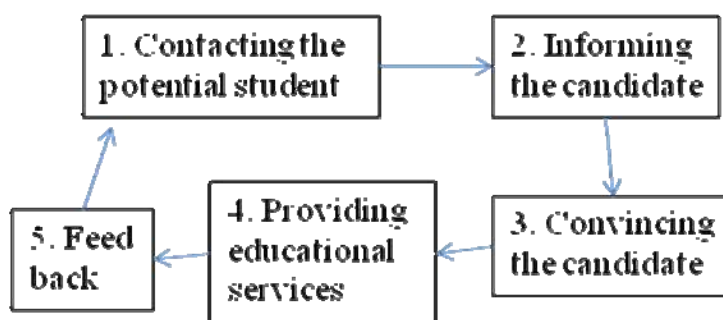 1. Contacting the
potential student
2. Informing
the candidate
3. Convincing
the candidate
4. Providing
educational
services
5. Feed
back